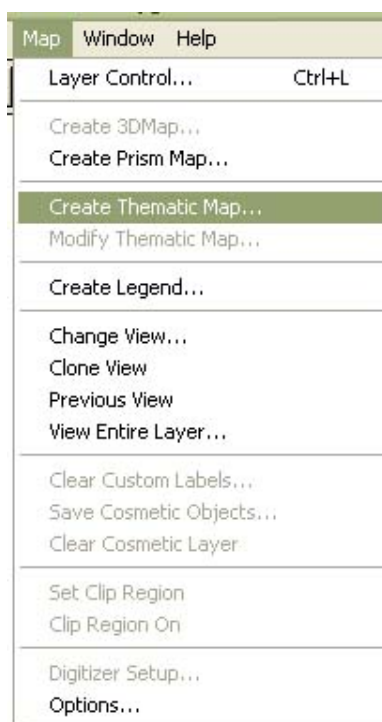 Map Window Help
Layer Control... Ctrl+L
Create 3DMap...
Create Prism Map...
Create Thematic Map...
Modify Thematic Map...
Create Legend...
Change View...
Clone View
Previous View
View Entire Layer...
Clear Custom Labels...
Save Cosmetic Objects...
Clear Cosmetic Layer
Set Clip Region
Clip Region On
Digitizer Setup...
Options...